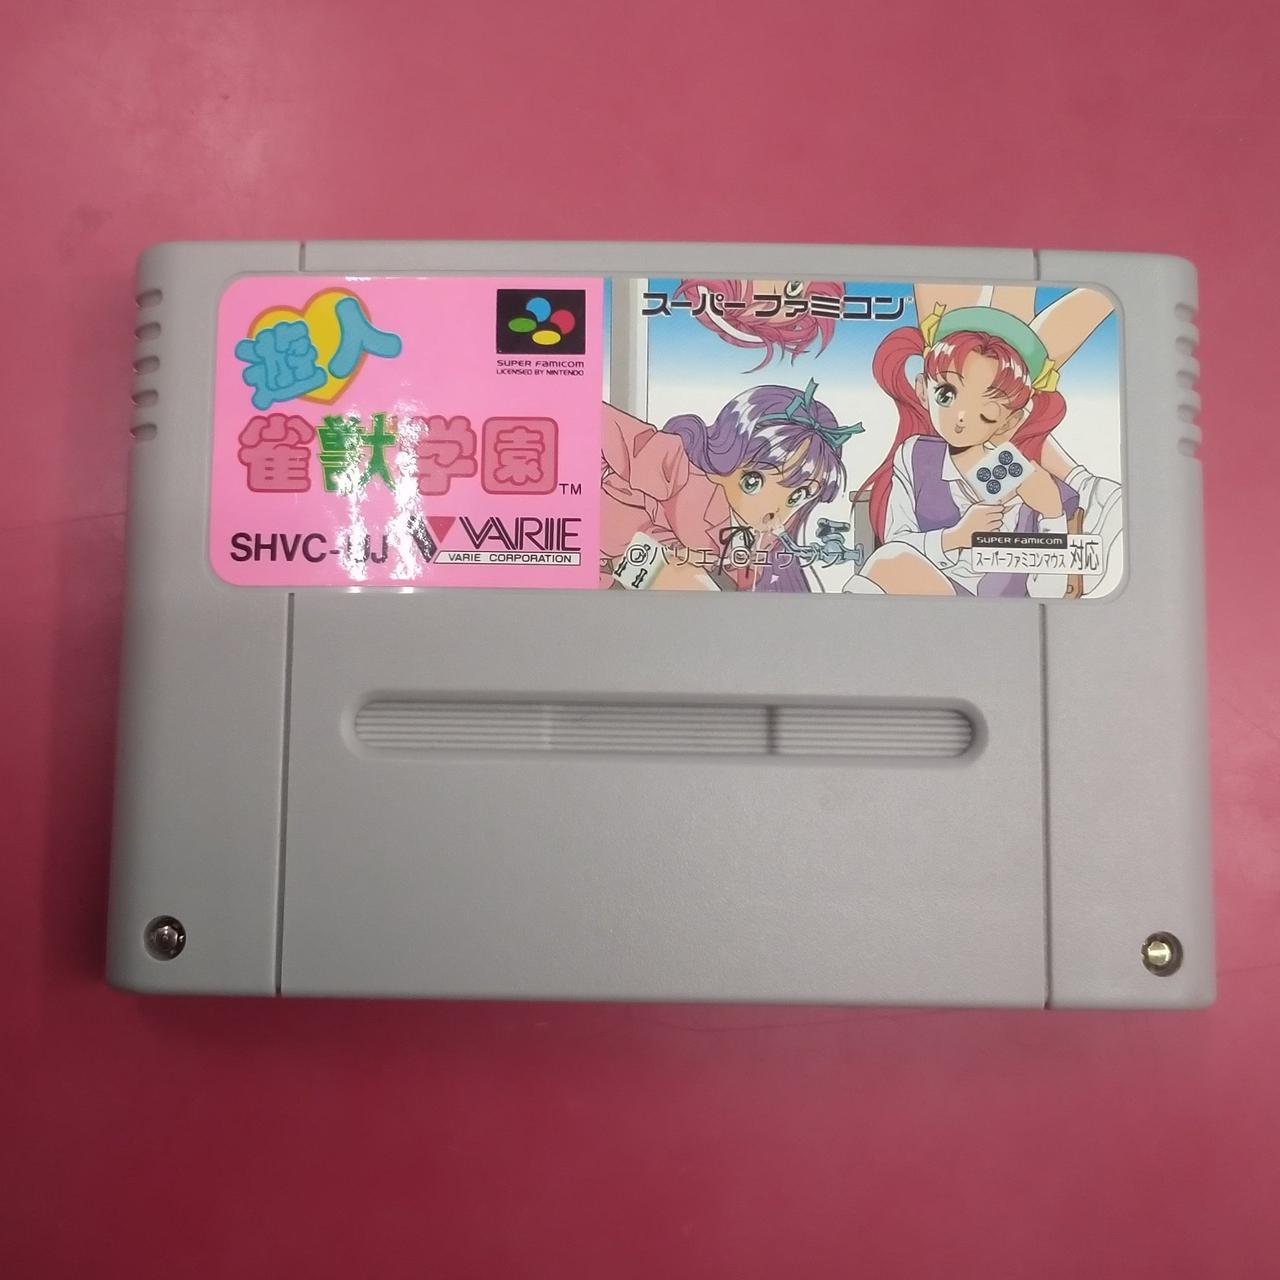 遊人
雀獣学園
TM
SUPER FAMICOM
LICENSED BY NINTENDO
SHVC-
VARIE
VARIE CORPORATION
スーパーファミコン
SUPER FAMICOM
スーパーファミコンマウス
対応